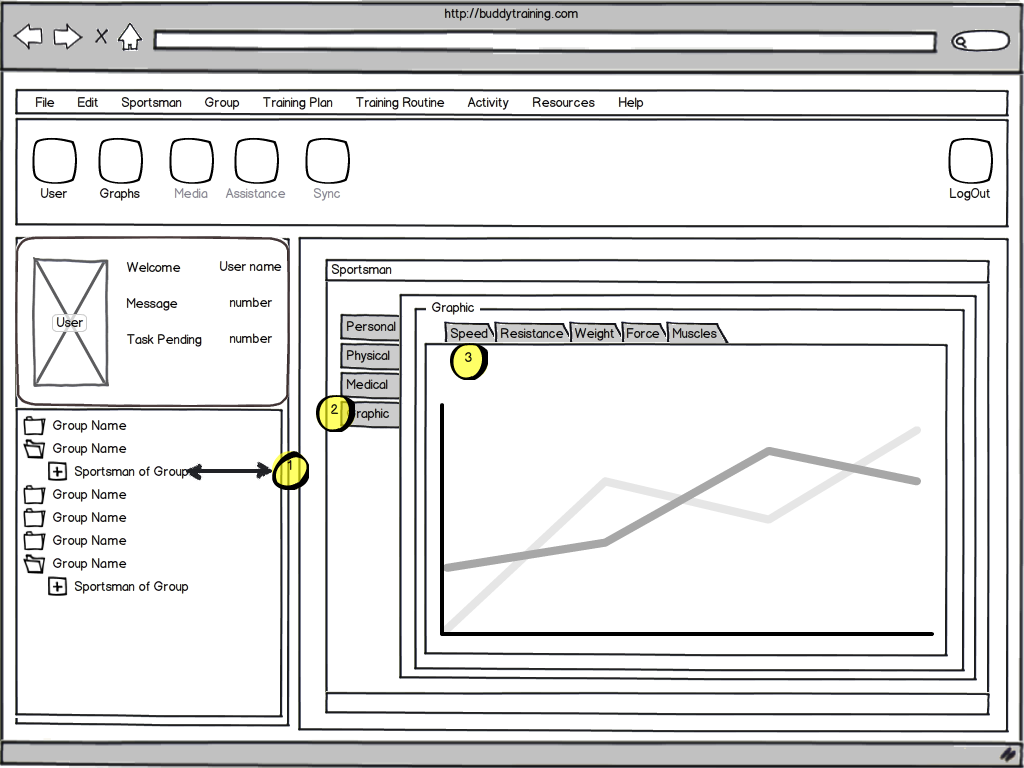 http://buddytraining.com
X
File Edit Sportsman Group Training Plan Training Routine Activity Resources Help
User Graphs Media Assistance Sync LogOut
Welcome User name
Message number
User
Task Pending number
Group Name
Group Name
Sportsman of Group
1
Group Name
Group Name
Group Name
Group Name
Sportsman of Group
Sportsman
Graphic
Personal
Physical
Medical
2 raphic
Speed Resistance Weight Force Muscles
3